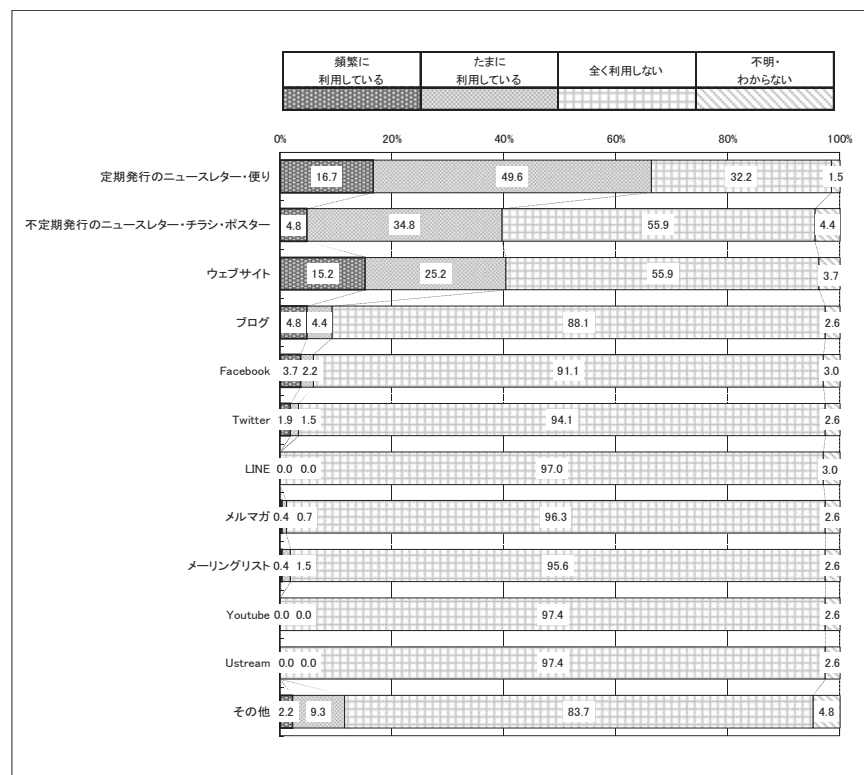 頻繁に
利用している
たまに
利用している
全く利用しない
不明・
わからない
0% 20% 40% 60% 80% 100%
定期発行のニュースレター・便り 16.7 49.6 32.2 1.5
不定期発行のニュースレター・チラシ・ポスター 4.8 34.8 55.9 4.4
ウェブサイト 15.2 25.2 55.9 3.7
ブログ 4.8 4.4 88.1 2.6
Facebook 3.7 2.2 91.1 3.0
Twitter 1.9 1.5 94.1 2.6
LINE 0.0 0.0 97.0 3.0
メルマガ 0.4 0.7 96.3 2.6
メーリングリスト 0.4 1.5 95.6 2.6
Youtube 0.0 0.0 97.4 2.6
Ustream 0.0 0.0 97.4 2.6
その他 2.2 9.3 83.7 4.8